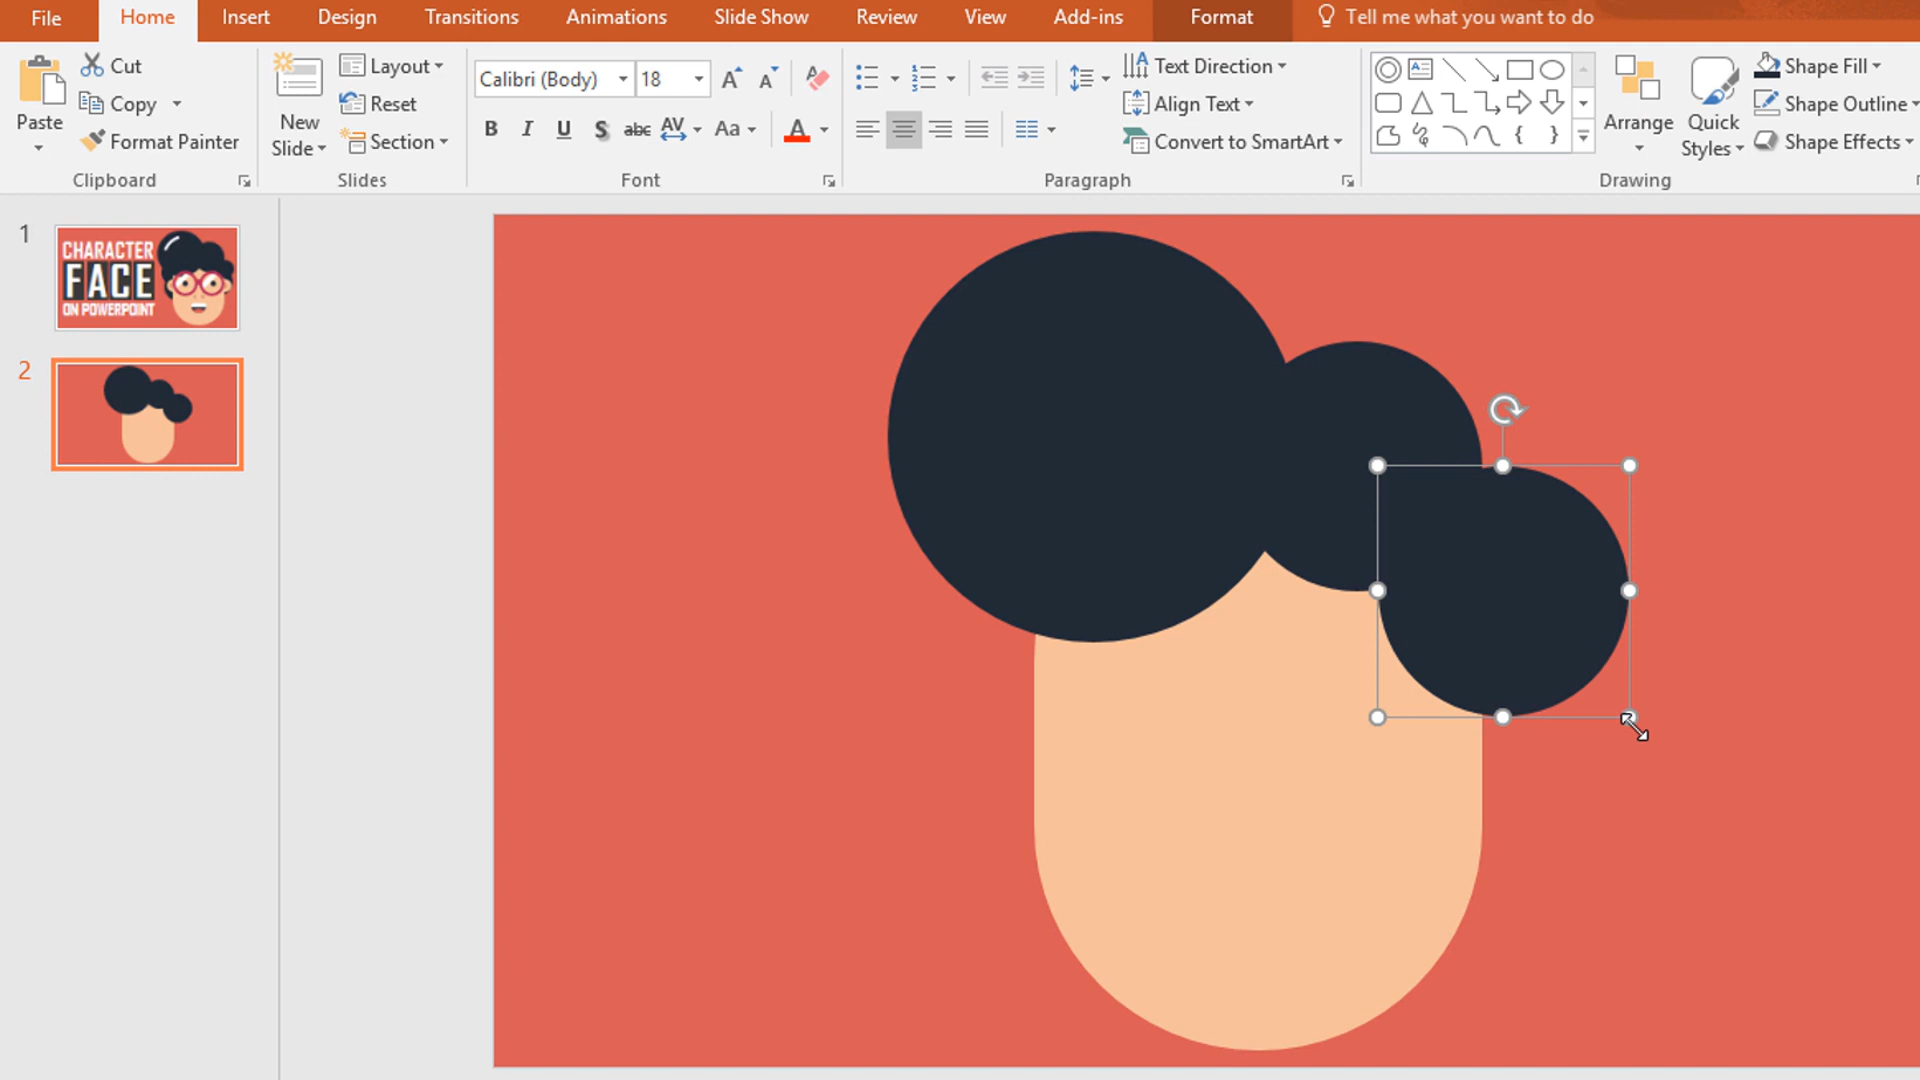 File Home Insert Design Transitions Animations Slide Show Review View Add-ins Format Tell me what you want to do
Paste
Cut
Copy
Format Painter
Clipboard
New
Slide
Layout
Reset
Section
Slides
Calibri (Body) 18
B I U S abc AV Aa A
Font
Text Direction
Align Text
Convert to SmartArt
Paragraph
Arrange
Quick
Styles
Shape Fill
Shape Outline
Shape Effects
Drawing
1
CHARACTER
FACE
ON POWERPOINT
2